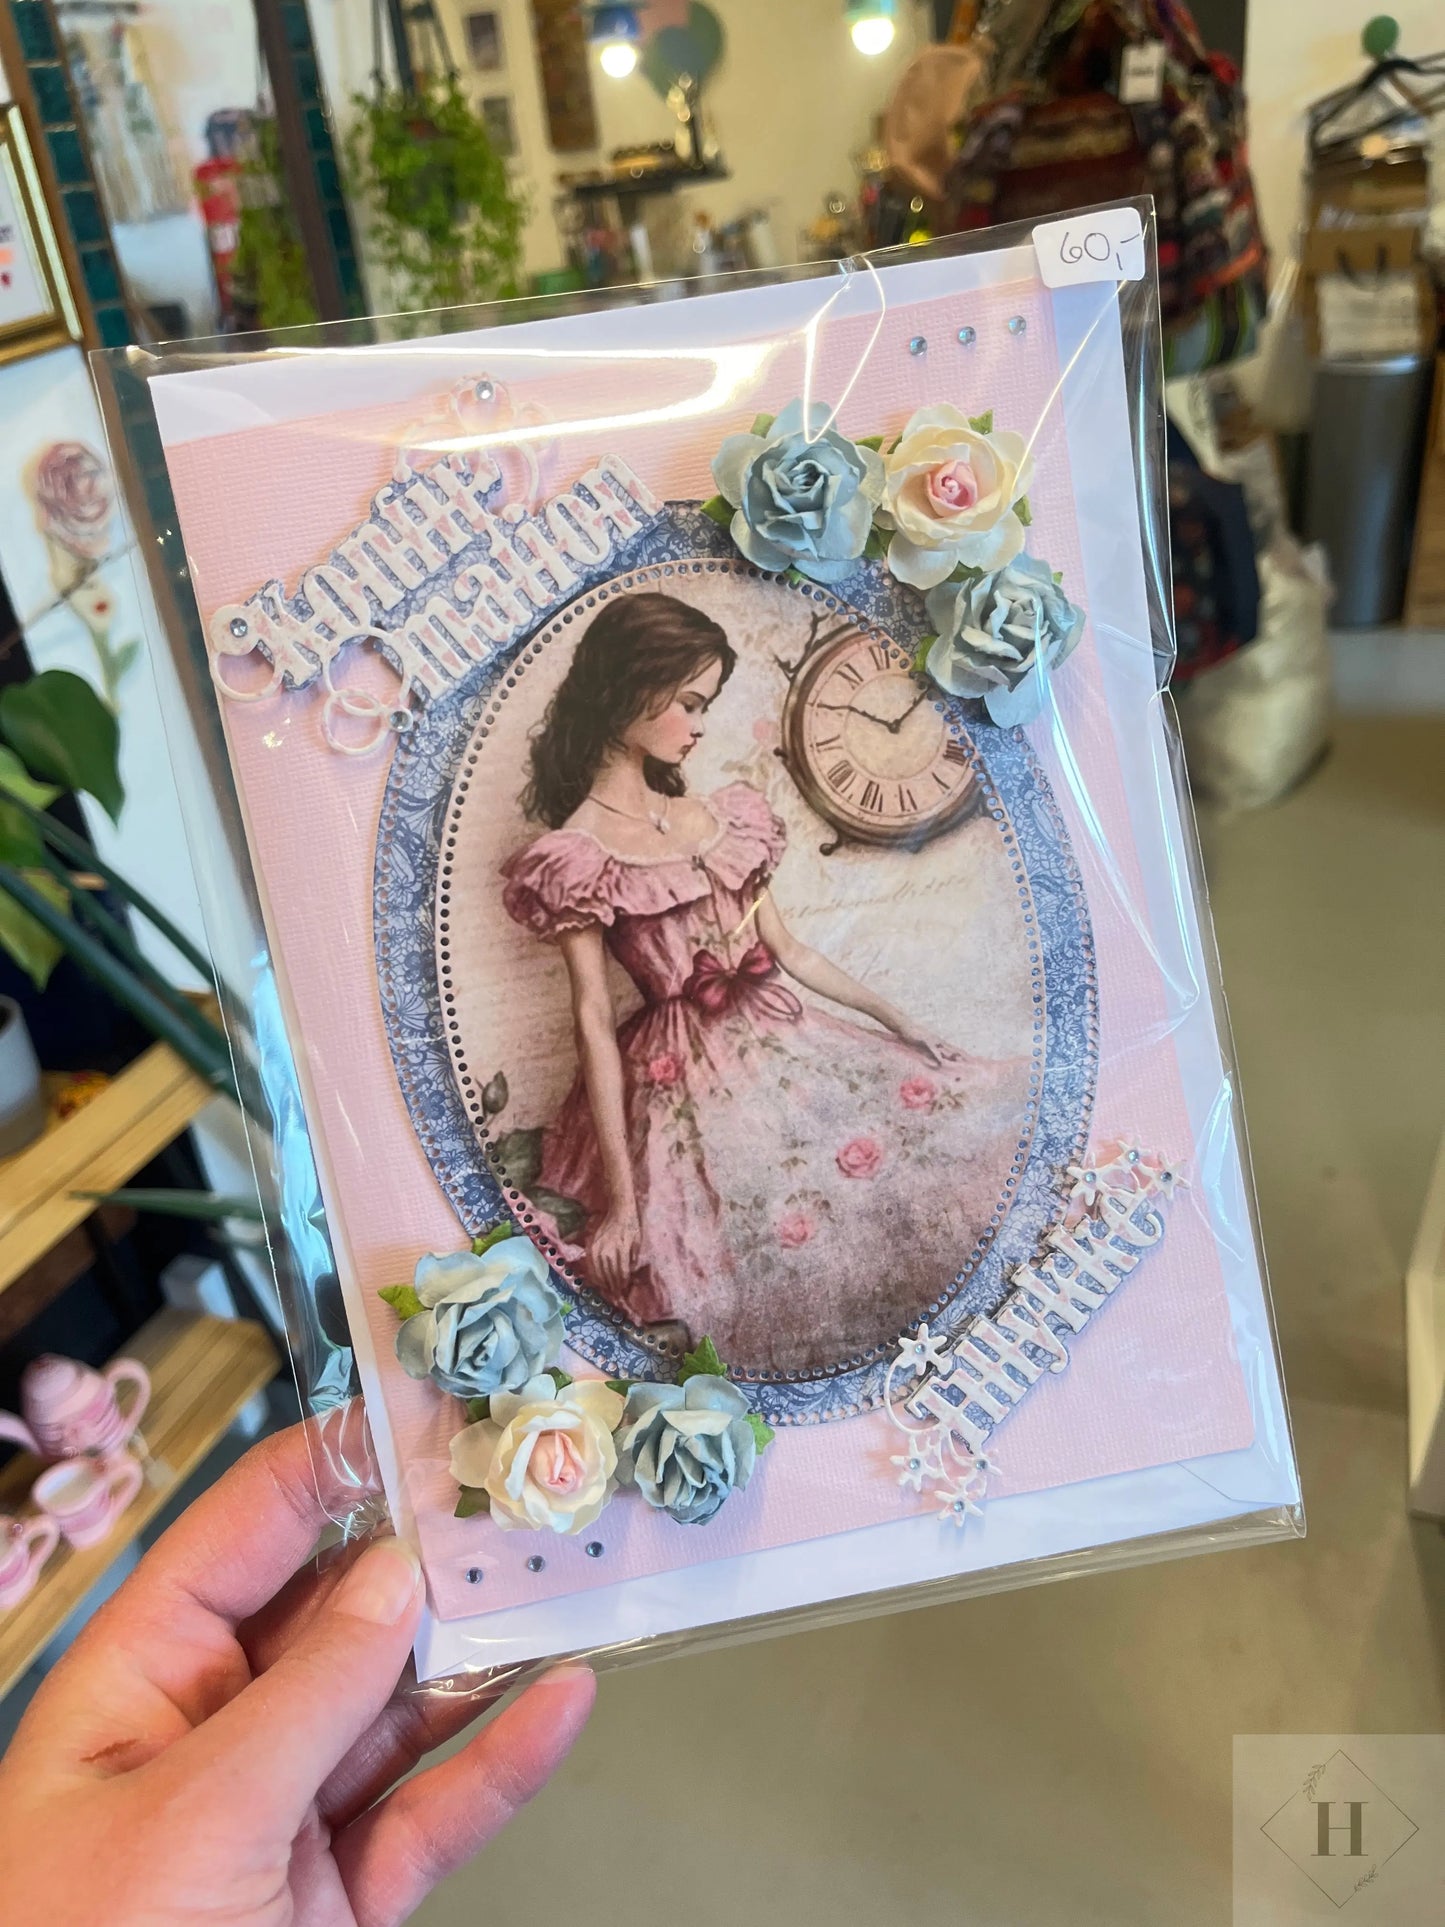 60,-
Konfir
mation
Tillykke
H